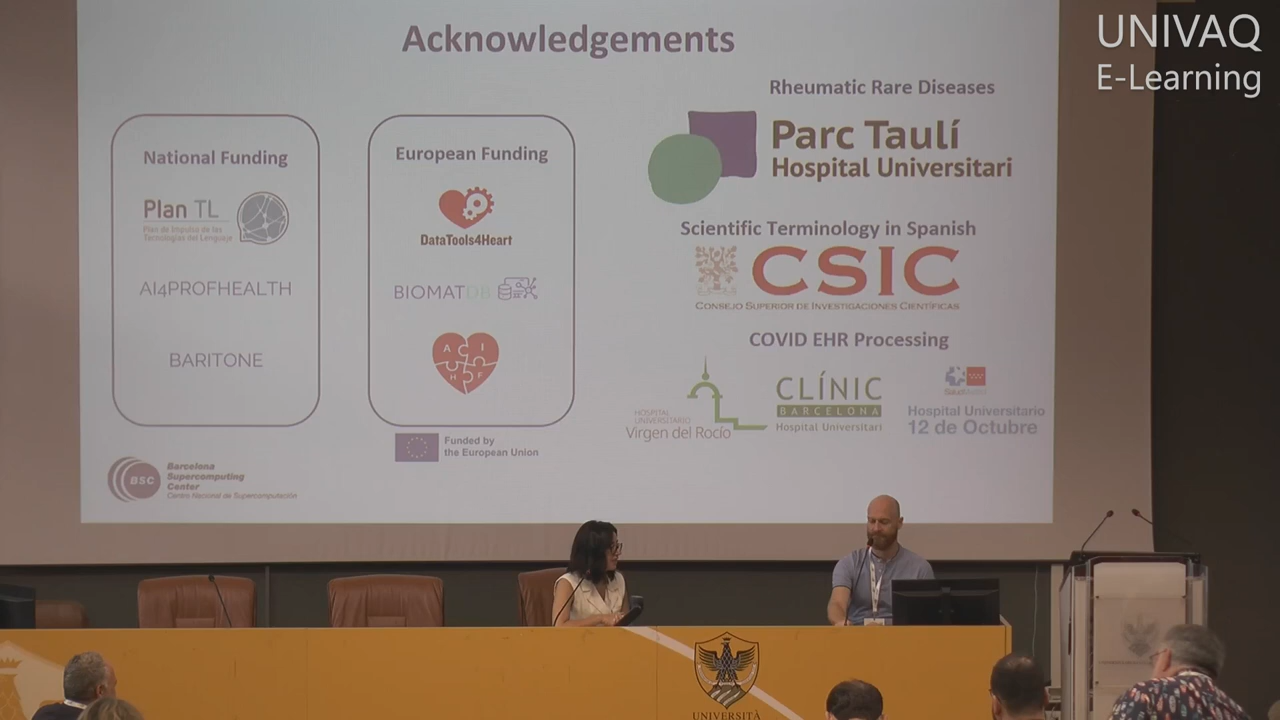 UNIVAQ
E-Learning
Acknowledgements
National Funding
Plan TL
Plan de Impulso de las
Tecnologías del Lenguaje
AI4PROFHEALTH
BARITONE
BSC
Barcelona
Supercomputing
Center
Centro Nacional de Supercomputación
European Funding
DataTools4Heart
BIOMATDB
A I
H F
Funded by
the European Union
Rheumatic Rare Diseases
Parc Taulí
Hospital Universitari
Scientific Terminology in Spanish
CSIC
CONSEJO SUPERIOR DE INVESTIGACIONES CIENTÍFICAS
COVID EHR Processing
HOSPITAL
UNIVERSITARIO
Virgen del Rocío
CLÍNIC
BARCELONA
Hospital Universitari
Hospital Universitario
12 de Octubre
UNIVERSITÀ